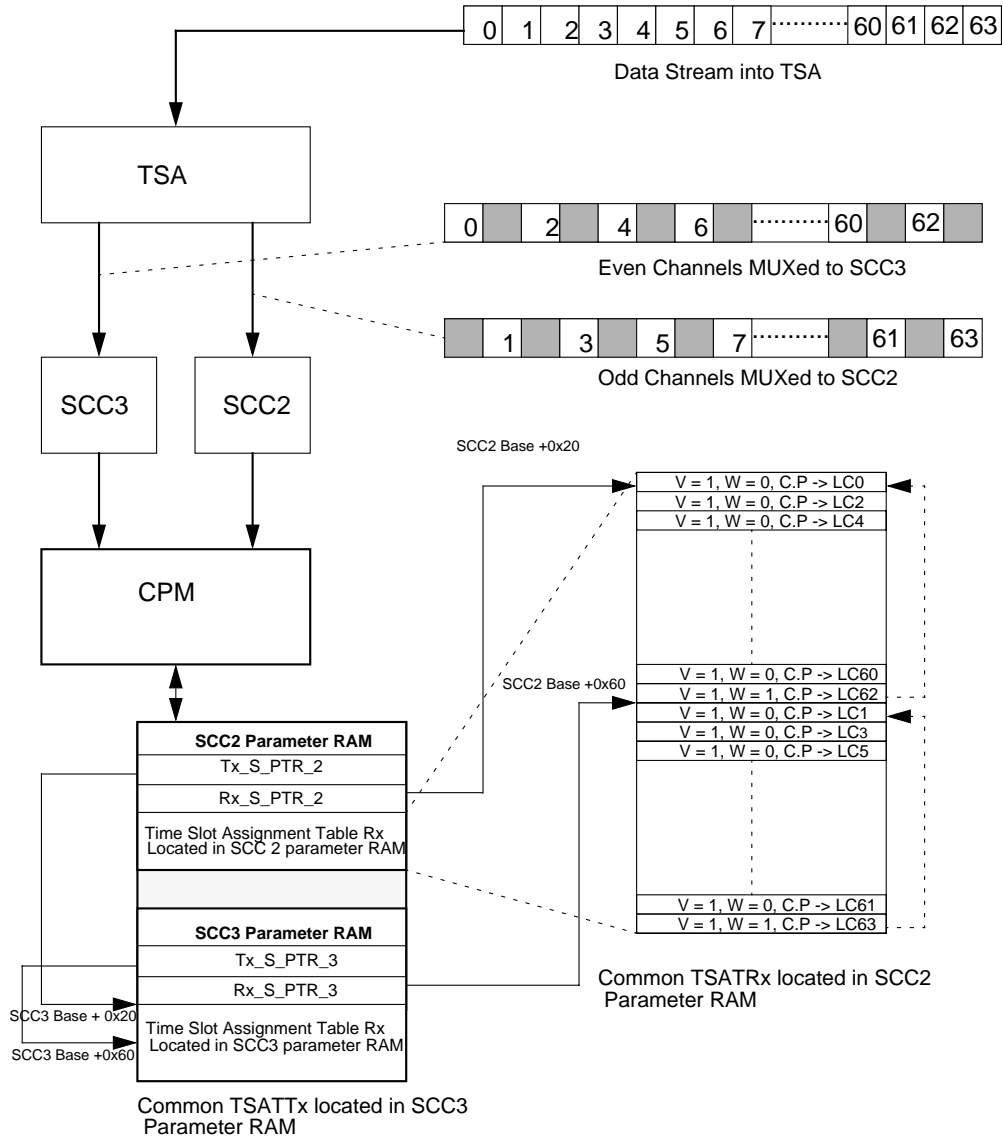 0 1 2 3 4 5 6 7 60 61 62 63
Data Stream into TSA
TSA
0 2 4 6 60 62
Even Channels MUXed to SCC3
1 3 5 7 61 63
Odd Channels MUXed to SCC2
SCC3
SCC2
CPM
SCC2 Base +0x20
V = 1, W = 0, C.P -> LC0
V = 1, W = 0, C.P -> LC2
V = 1, W = 0, C.P -> LC4
SCC2 Base +0x60
V = 1, W = 0, C.P -> LC60
V = 1, W = 1, C.P -> LC62
V = 1, W = 0, C.P -> LC1
V = 1, W = 0, C.P -> LC3
V = 1, W = 0, C.P -> LC5
V = 1, W = 0, C.P -> LC61
V = 1, W = 1, C.P -> LC63
Common TSATRx located in SCC2
Parameter RAM
SCC2 Parameter RAM
Tx_S_PTR_2
Rx_S_PTR_2
Time Slot Assignment Table Rx
Located in SCC 2 parameter RAM
SCC3 Parameter RAM
Tx_S_PTR_3
Rx_S_PTR_3
SCC3 Base + 0x20
Time Slot Assignment Table Rx
Located in SCC3 parameter RAM
SCC3 Base +0x60
Common TSATTx located in SCC3
Parameter RAM